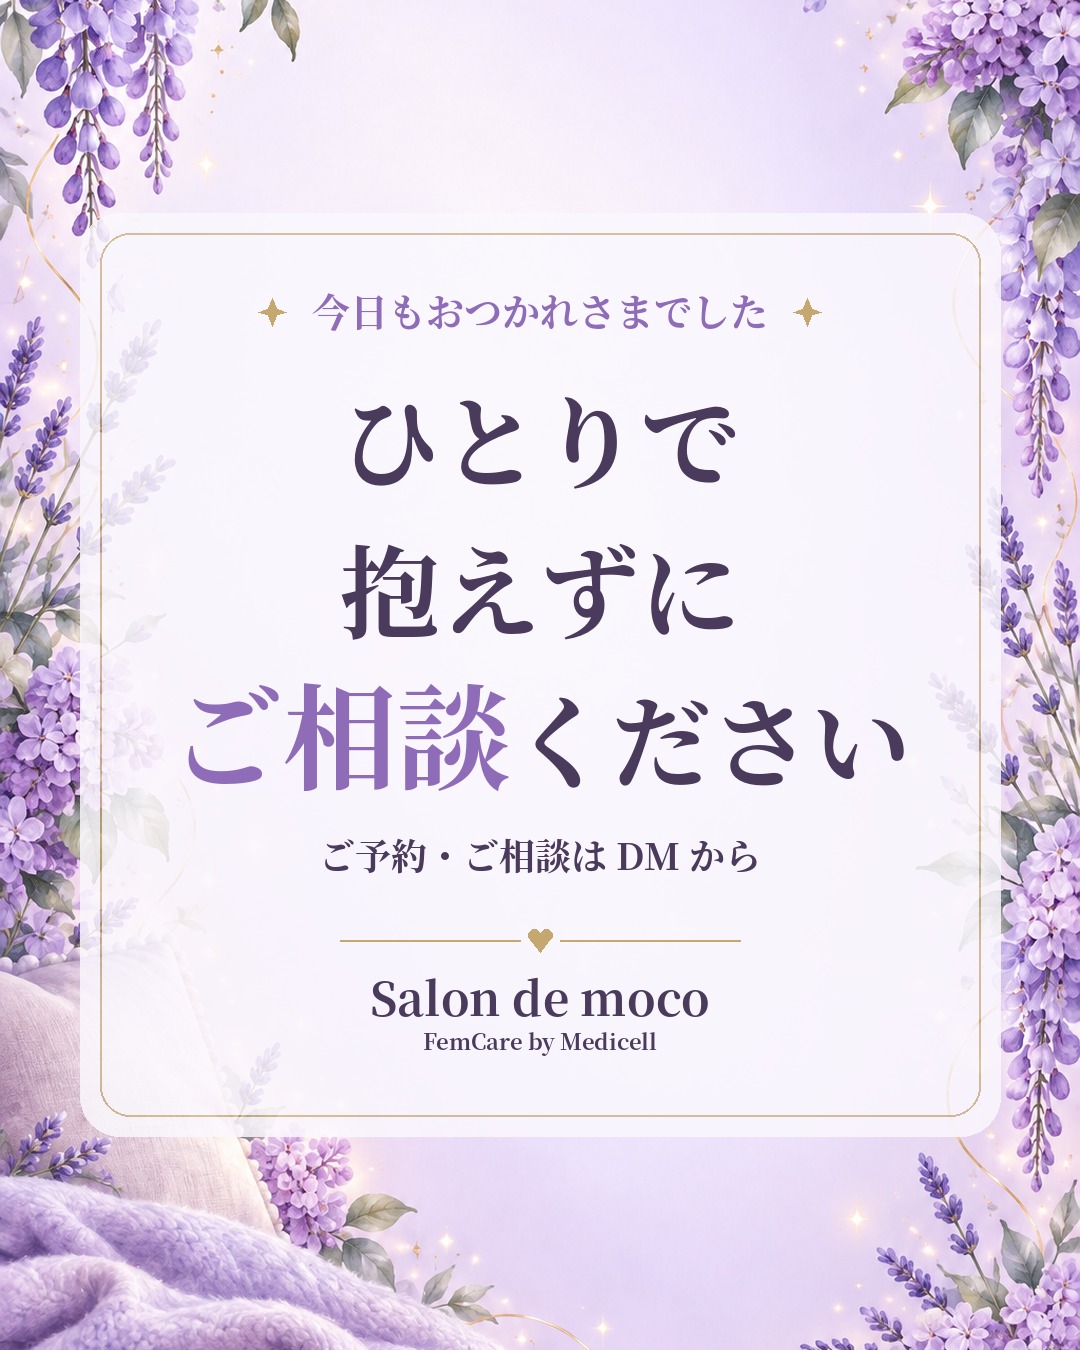 今日もおつかれさまでした
ひとりで
抱えずに
ご相談ください
ご予約・ご相談は DM から
Salon de moco
FemCare by Medicell